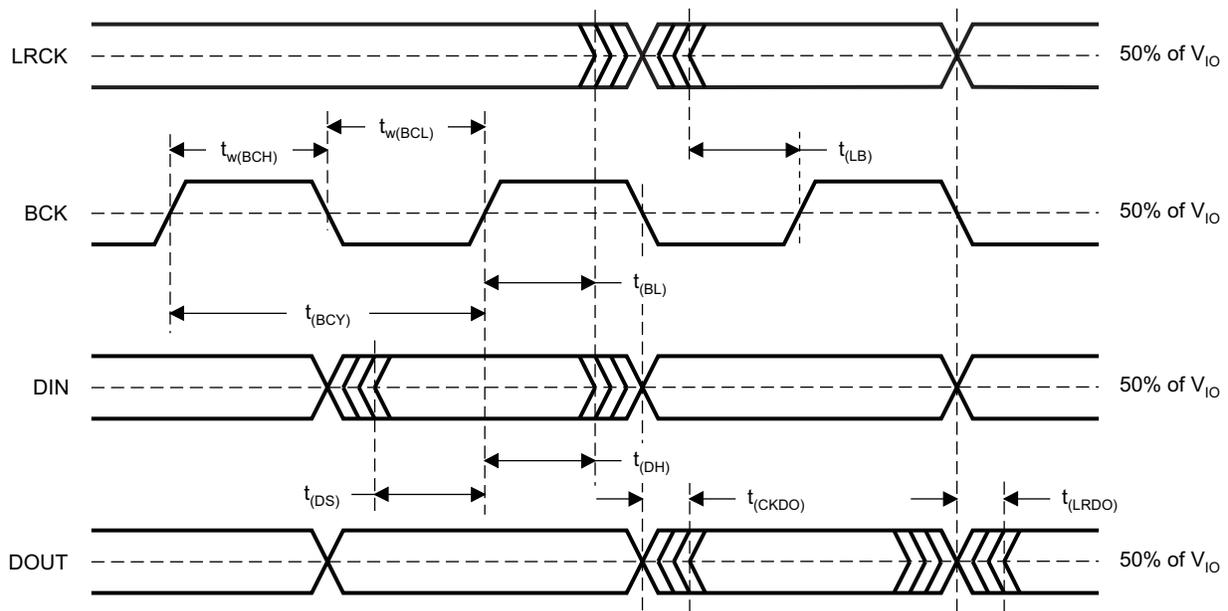 LRCK
50% of V_IO
t_w(BCL)
t_w(BCH)
t_(LB)
BCK
50% of V_IO
t_(BL)
t_(BCY)
DIN
50% of V_IO
t_(DH)
t_(DS)
t_(CKDO)
t_(LRDO)
DOUT
50% of V_IO